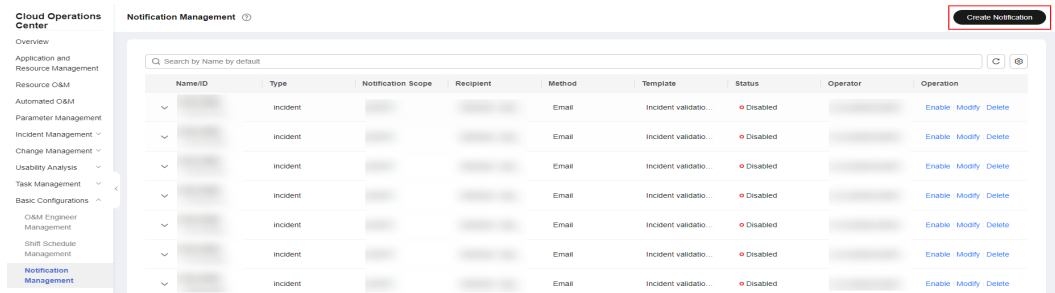 Cloud Operations
Center
Overview
Application and
Resource Management
Resource O&M
Automated O&M
Parameter Management
Incident Management
Change Management
Usability Analysis
Task Management
Basic Configurations
O&M Engineer
Management
Shift Schedule
Management
Notification
Management
Notification Management
Create Notification
Search by Name by default
Name/ID Type Notification Scope Recipient Method Template Status Operator Operation
incident Email Incident validatio... Disabled Enable Modify Delete
incident Email Incident validatio... Disabled Enable Modify Delete
incident Email Incident validatio... Disabled Enable Modify Delete
incident Email Incident validatio... Disabled Enable Modify Delete
incident Email Incident validatio... Disabled Enable Modify Delete
incident Email Incident validatio... Disabled Enable Modify Delete
incident Email Incident validatio... Disabled Enable Modify Delete